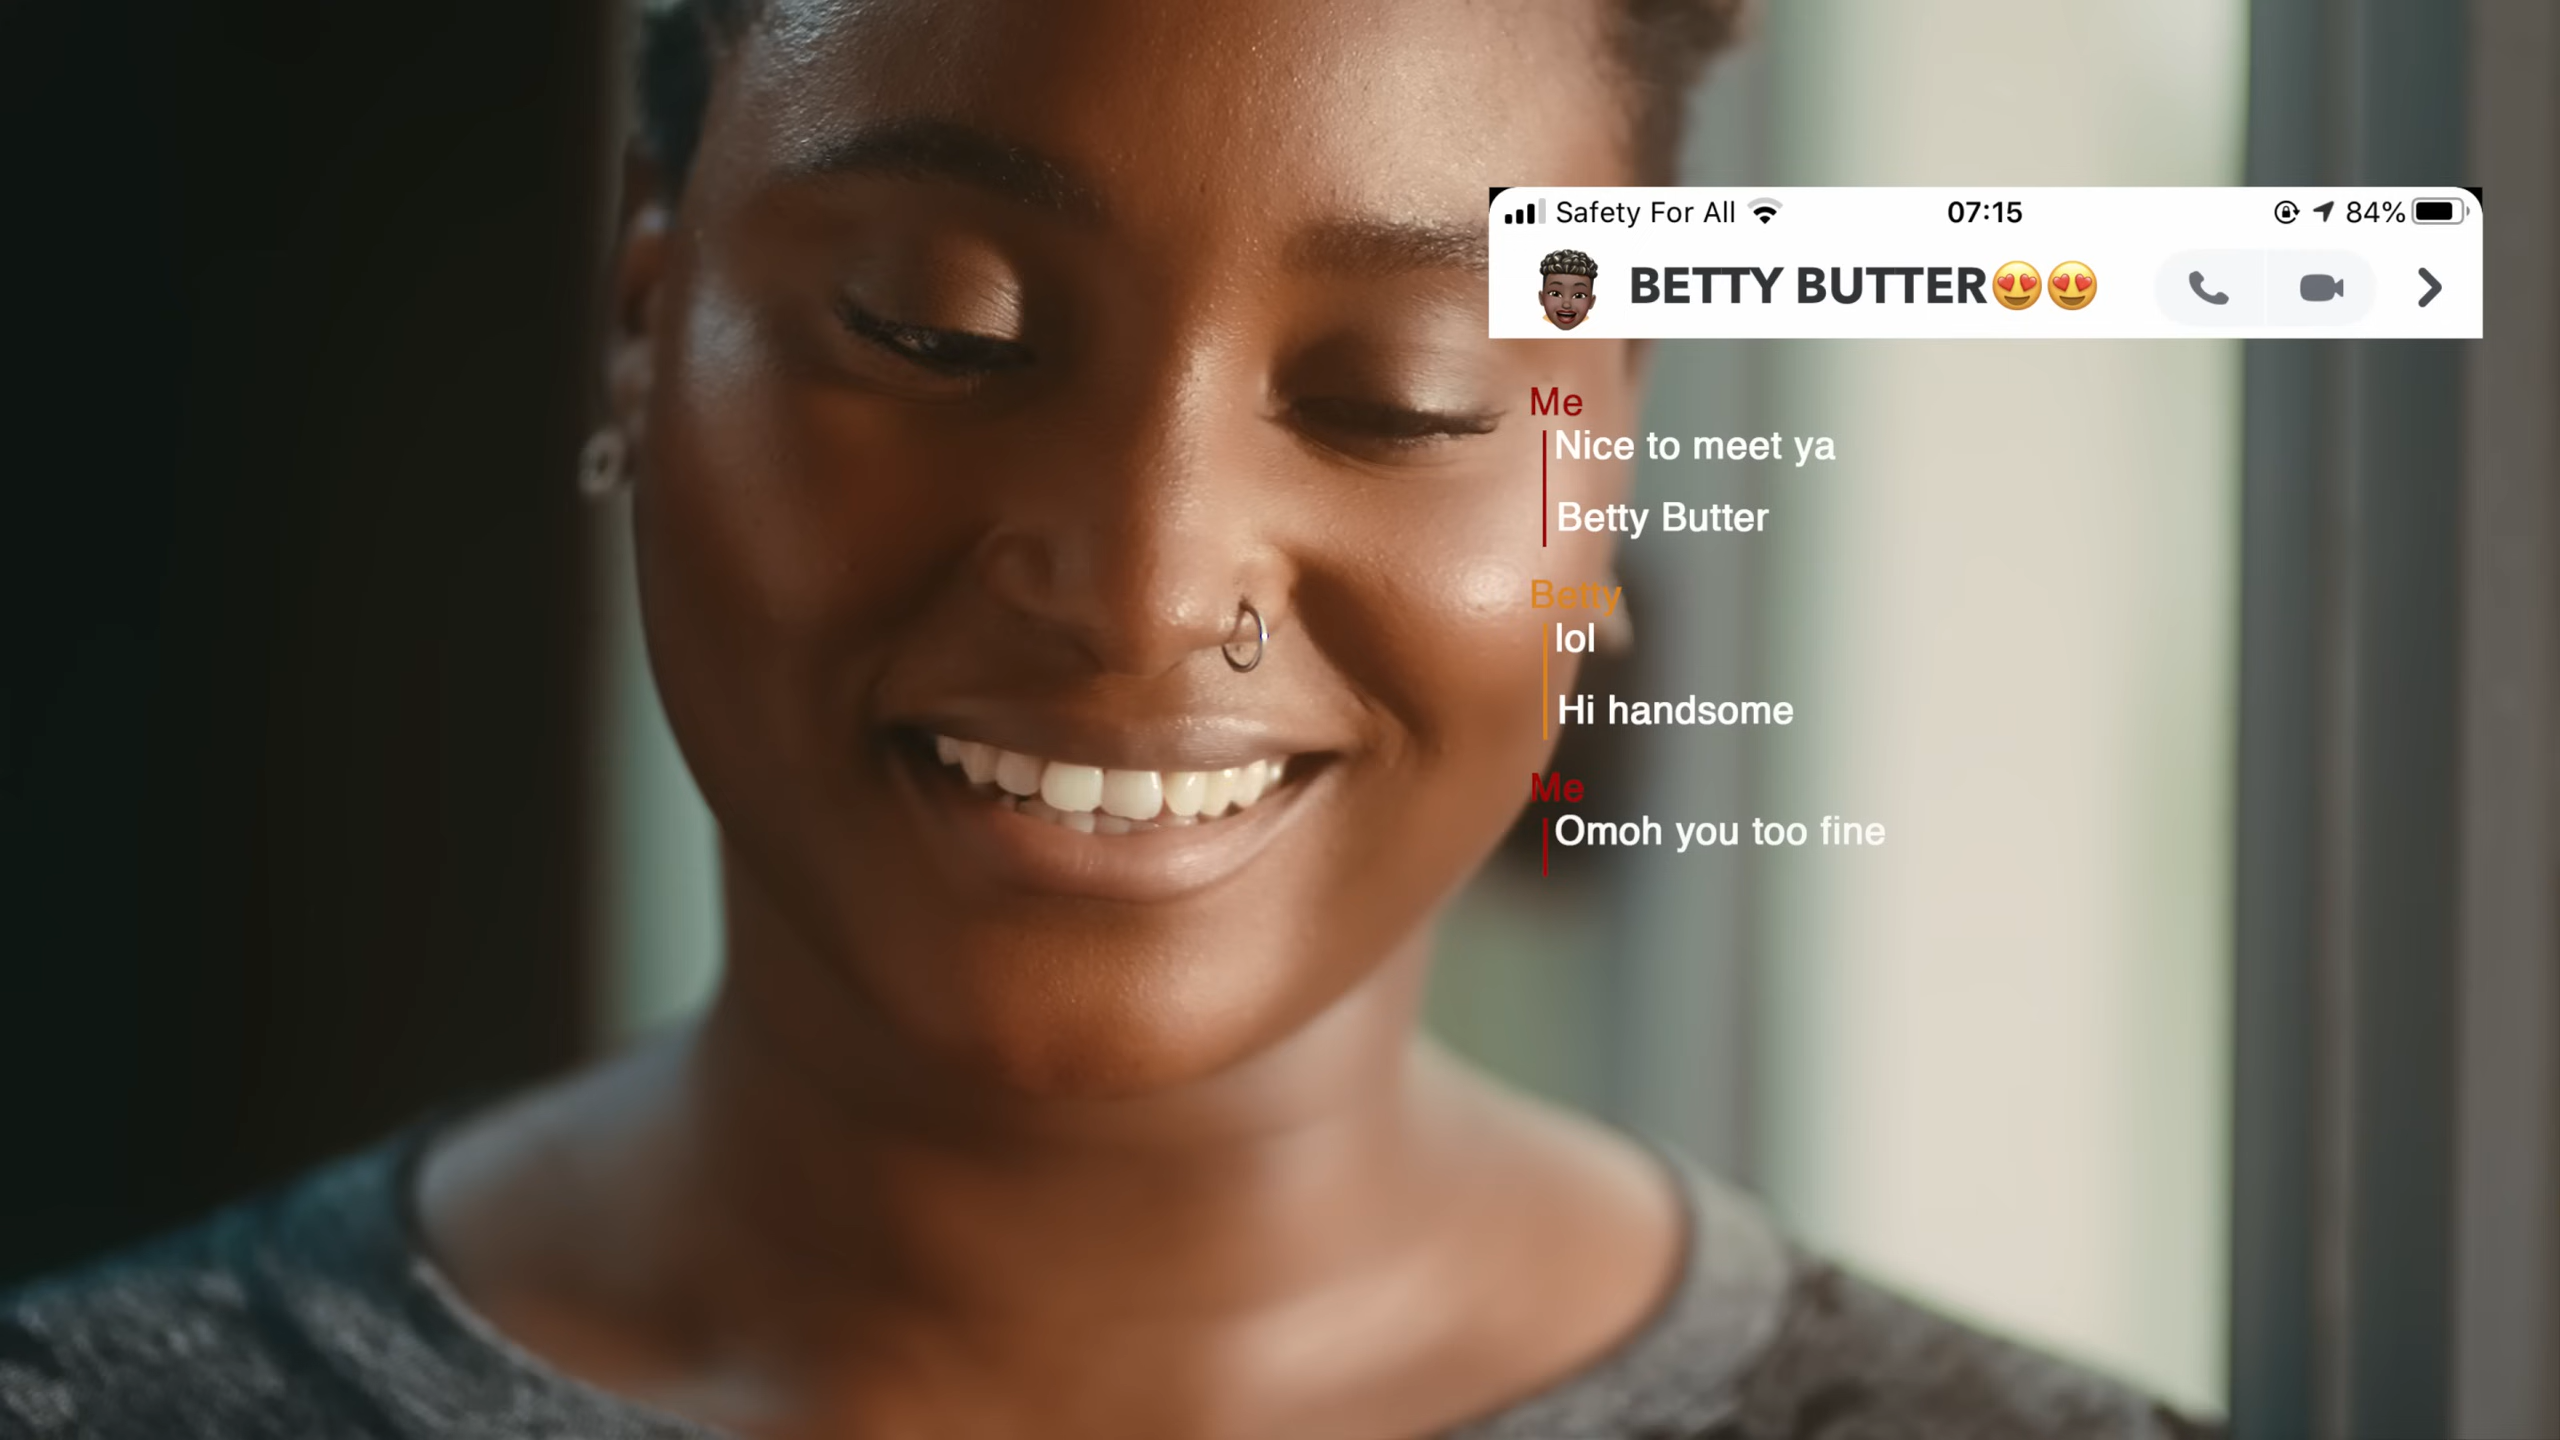 Safety For All 07:15 84%
BETTY BUTTER😍😍
Me
Nice to meet ya
Betty Butter
Betty
lol
Hi handsome
Me
Omoh you too fine